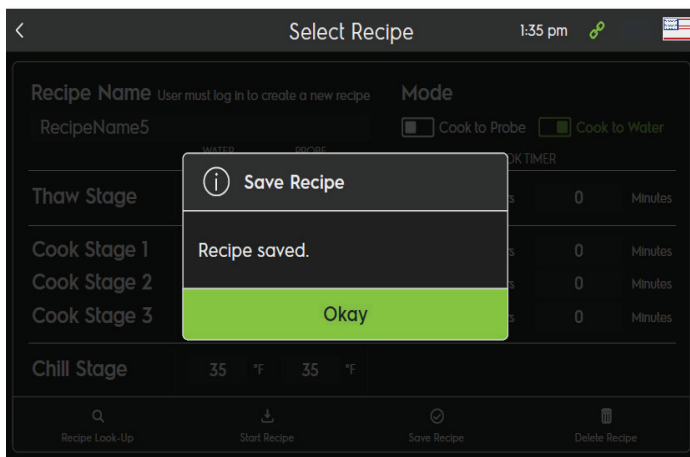 Select Recipe 1:35 pm
Recipe Name User must log in to create a new recipe Mode
RecipeName5 Cook to Probe Cook to Water
WATER PROBE
Save Recipe
Thaw Stage 0 Minutes
Recipe saved.
Cook Stage 1 0 Minutes
Cook Stage 2 0 Minutes
Okay
Cook Stage 3 0 Minutes
Chill Stage 35 °F 35 °F
Recipe Look-Up Start Recipe Save Recipe Delete Recipe